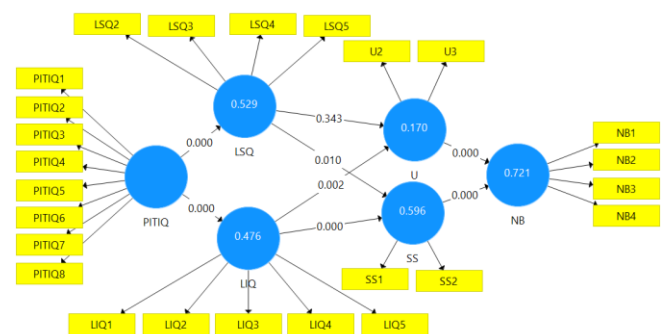 LSQ2
LSQ3
LSQ4
LSQ5
U2
U3
PITIQ1
PITIQ2
PITIQ3
PITIQ4
PITIQ5
PITIQ6
PITIQ7
PITIQ8
PITIQ
0.000
0.000
0.529
LSQ
0.476
LIQ
0.343
0.010
0.002
0.000
0.170
U
0.596
SS
0.000
0.000
0.721
NB
NB1
NB2
NB3
NB4
SS1
SS2
LIQ1
LIQ2
LIQ3
LIQ4
LIQ5